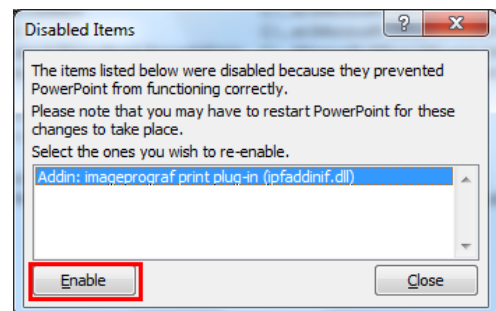 Disabled Items
The items listed below were disabled because they prevented
PowerPoint from functioning correctly.
Please note that you may have to restart PowerPoint for these
changes to take place.
Select the ones you wish to re-enable.
Addin: imageprograf print plug-in (ipfaddinif.dll)
Enable Close